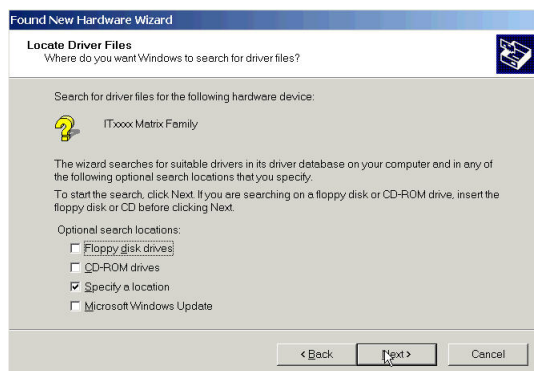 Found New Hardware Wizard
Locate Driver Files
Where do you want Windows to search for driver files?
Search for driver files for the following hardware device:
ITxxxx Matrix Family
The wizard searches for suitable drivers in its driver database on your computer and in any of
the following optional search locations that you specify.
To start the search, click Next. If you are searching on a floppy disk or CD-ROM drive, insert the
floppy disk or CD before clicking Next.
Optional search locations:
Floppy disk drives
CD-ROM drives
Specify a location
Microsoft Windows Update
< Back
Next >
Cancel